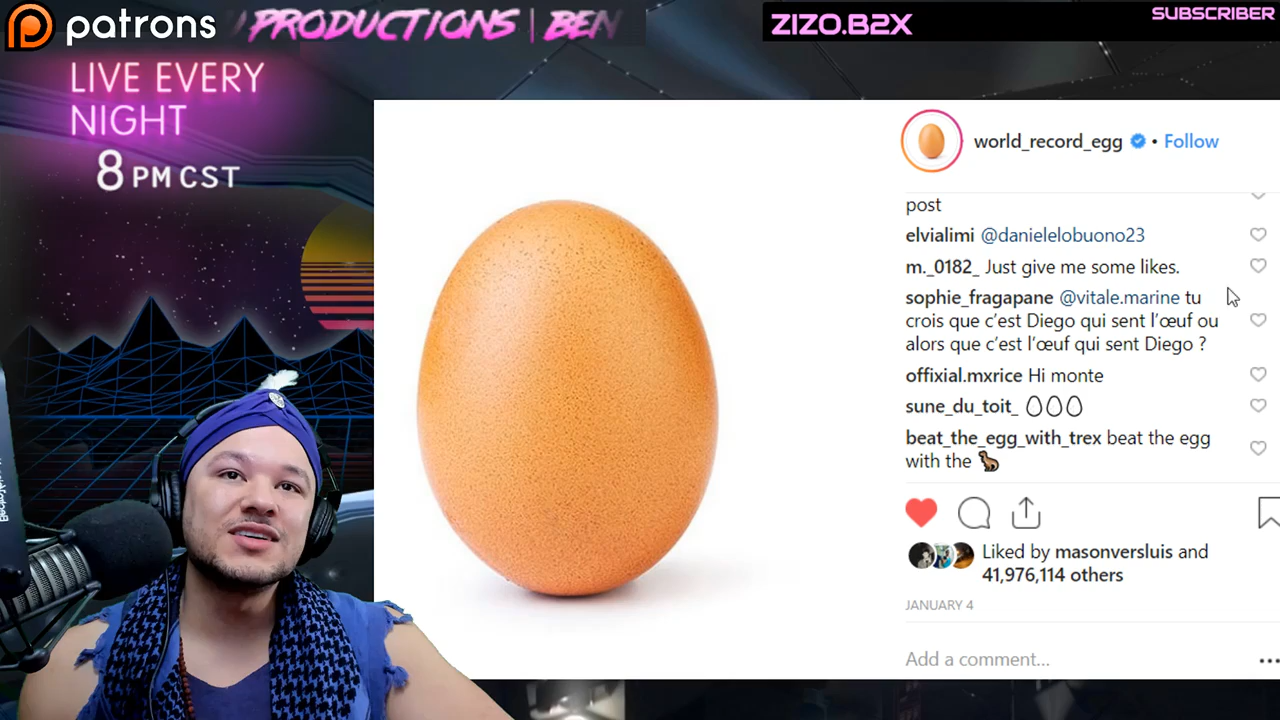 patrons
PRODUCTIONS | BEN
ZIZO.B2X
SUBSCRIBER
LIVE EVERY
NIGHT
8 PM CST
world_record_egg • Follow
post
elvialimi @danielelobuono23
m._0182_ Just give me some likes.
sophie_fragapane @vitale.marine tu
crois que c’est Diego qui sent l’œuf ou
alors que c’est l’œuf qui sent Diego ?
offixial.mxrice Hi monte
sune_du_toit_
beat_the_egg_with_trex beat the egg
with the
Liked by masonversluis and
41,976,114 others
JANUARY 4
Add a comment...